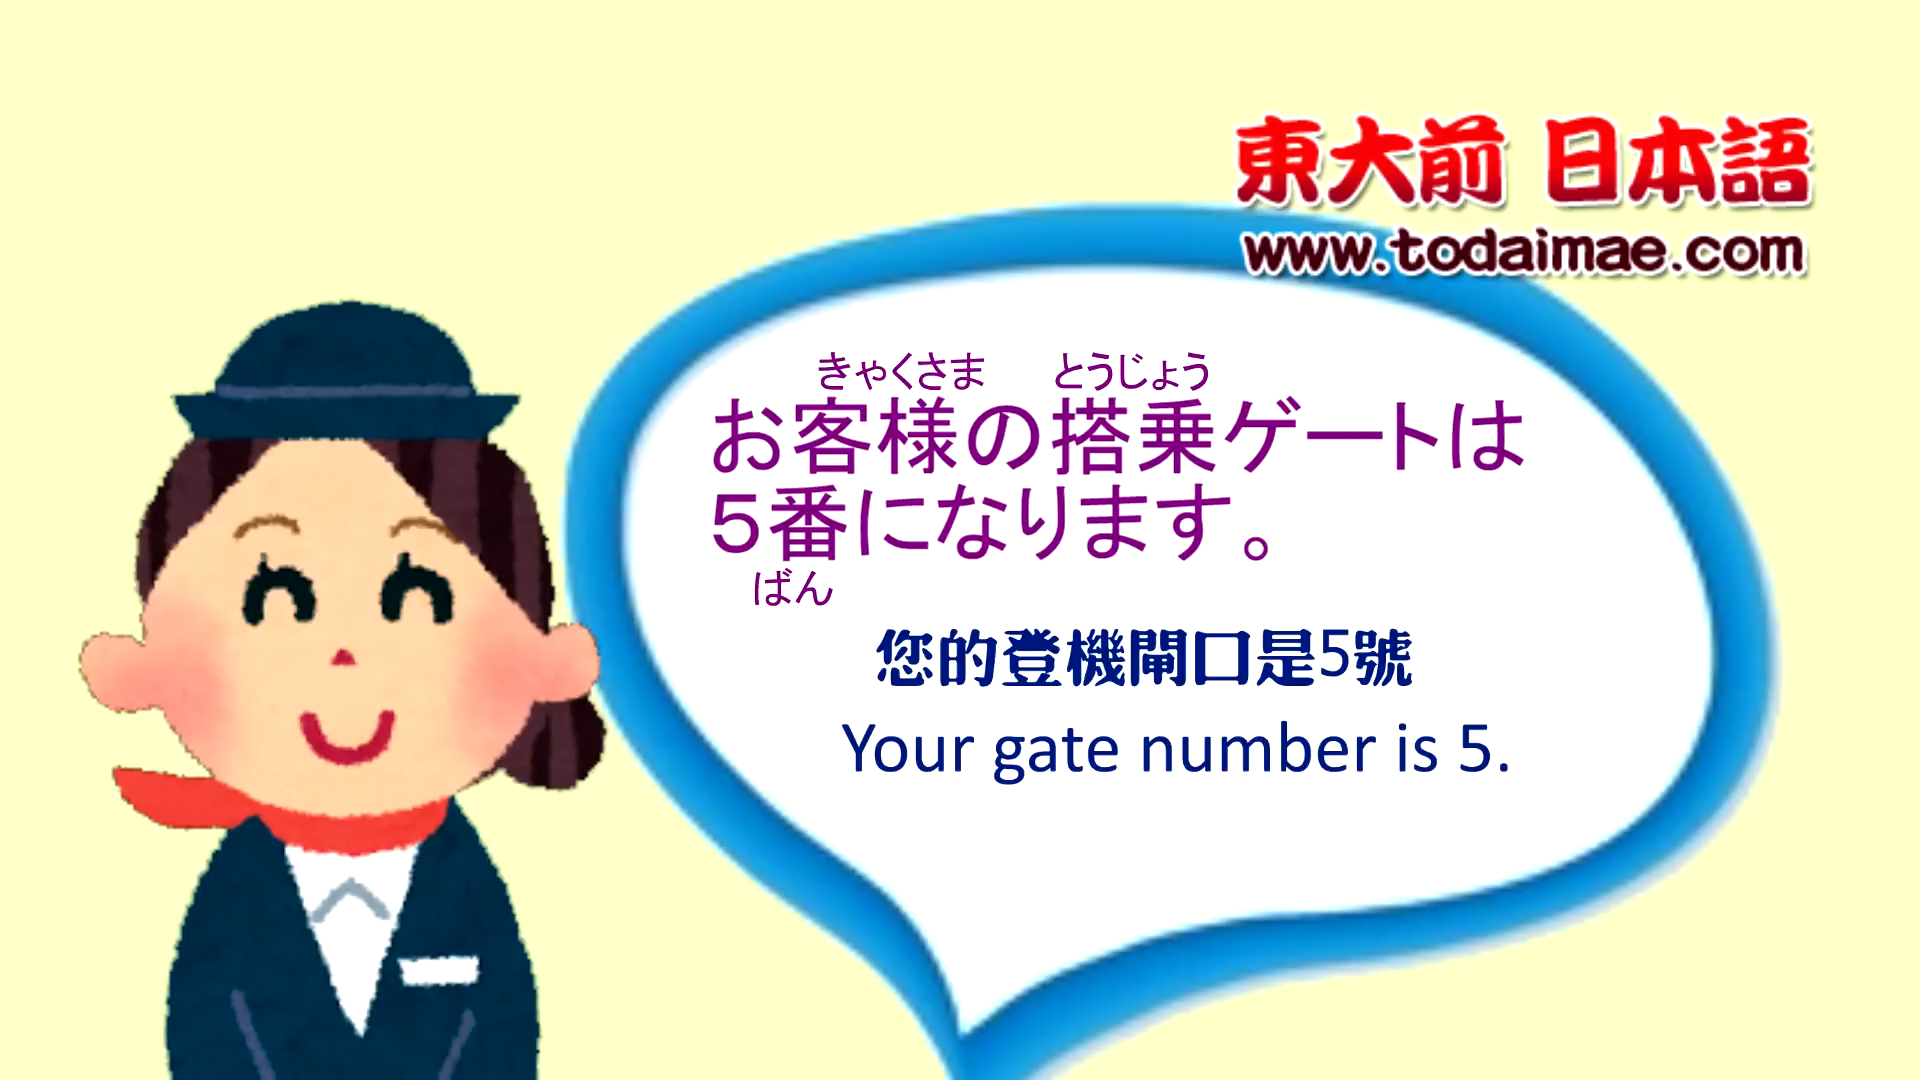 東大前 日本語
www.todaimae.com
きゃくさま とうじょう
お客様の搭乗ゲートは
５番になります。
ばん
您的登機閘口是5號
Your gate number is 5.